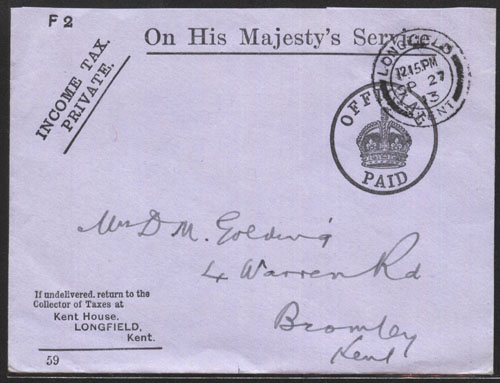 F 2
On His Majesty's Service
INCOME TAX.
PRIVATE.
LONGFIELD
12.15.PM
27
KENT
OFFICIAL
PAID
Mrs D. M. Golding
4 Warren Rd
Bromley
Kent
If undelivered, return to the
Collector of Taxes at
Kent House.
LONGFIELD,
Kent.
59